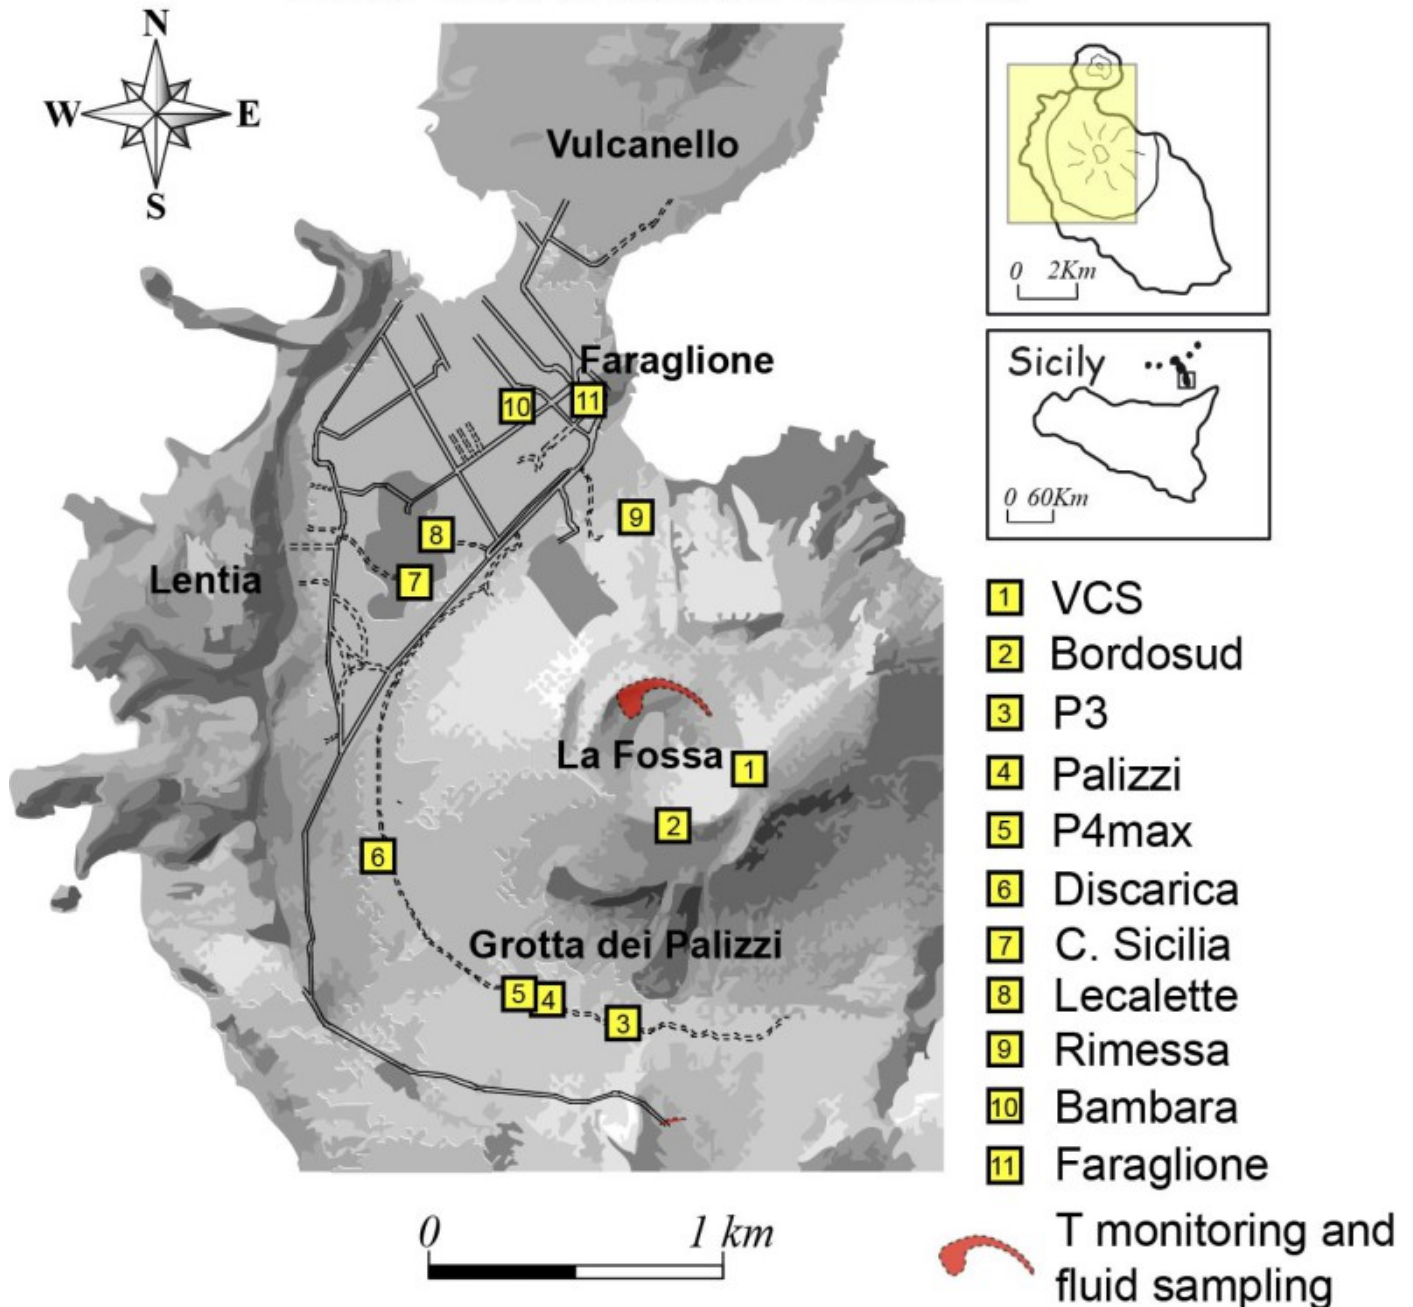 N
W E
S
Vulcanello
Faraglione
10
11
9
8
7
Lentia
La Fossa
1
2
6
Grotta dei Palizzi
5
4
3
0 1 km
0 2Km
Sicily
0 60Km
1 VCS
2 Bordosud
3 P3
4 Palizzi
5 P4max
6 Discarica
7 C. Sicilia
8 Lecalette
9 Rimessa
10 Bambara
11 Faraglione
T monitoring and
fluid sampling